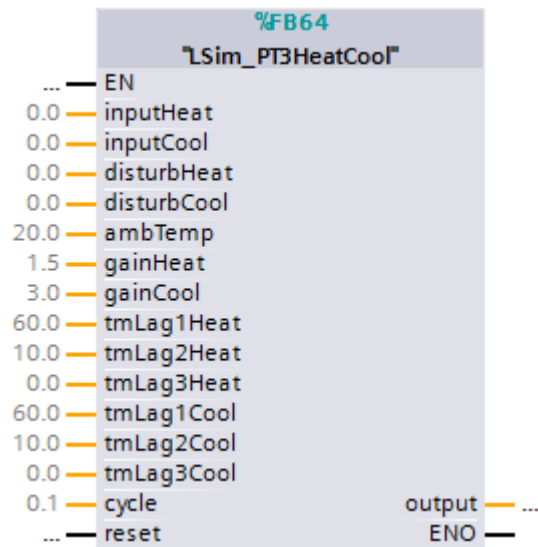 %FB64
"LSim_PT3HeatCool"
... EN
0.0 inputHeat
0.0 inputCool
0.0 disturbHeat
0.0 disturbCool
20.0 ambTemp
1.5 gainHeat
3.0 gainCool
60.0 tmLag1Heat
10.0 tmLag2Heat
0.0 tmLag3Heat
60.0 tmLag1Cool
10.0 tmLag2Cool
0.0 tmLag3Cool
0.1 cycle output ...
... reset ENO